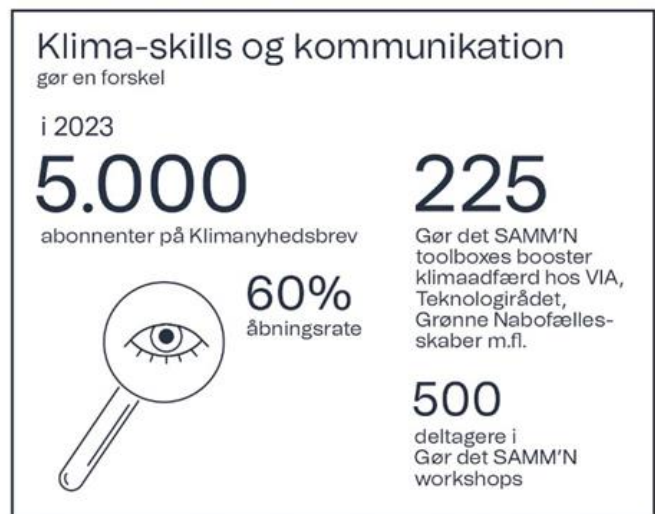 Klima-skills og kommunikation
gør en forskel
i 2023
5.000
abonnenter på Klimanyhedsbrev
60%
åbningsrate
225
Gør det SAMM'N
toolboxes booster
klimaadfærd hos VIA,
Teknologirådet,
Grønne Nabofælles-
skaber m.fl.
500
deltagere i
Gør det SAMM'N
workshops